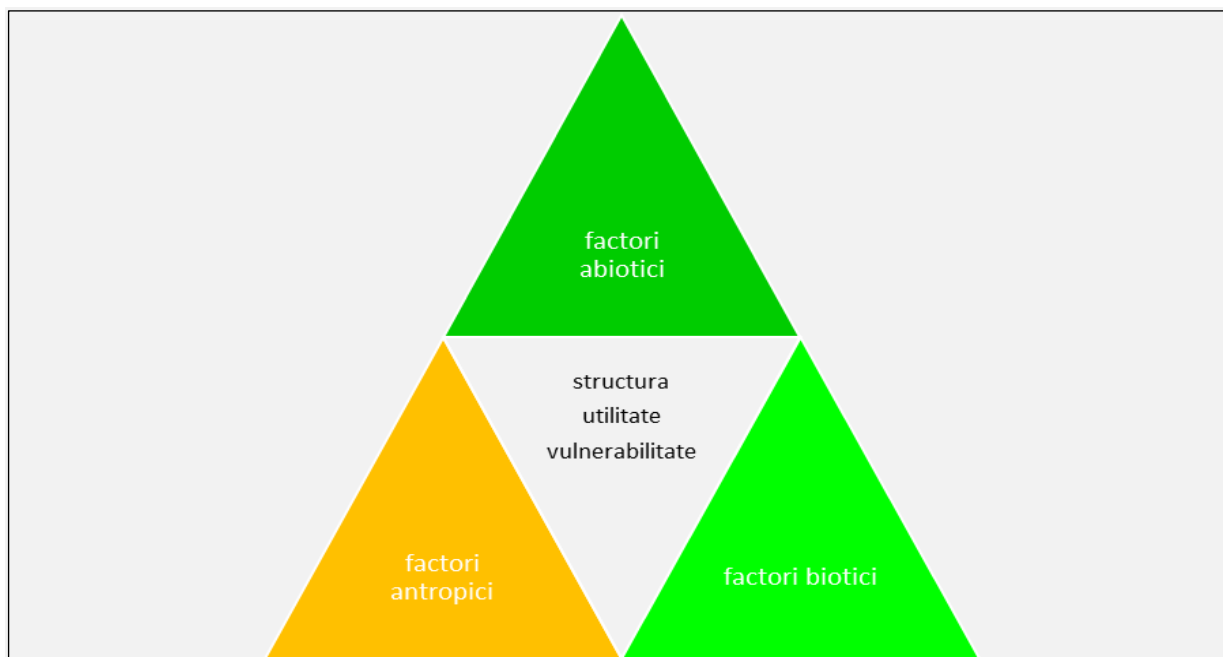 factori
abiotici
structura
utilitate
vulnerabilitate
factori
antropici
factori biotici